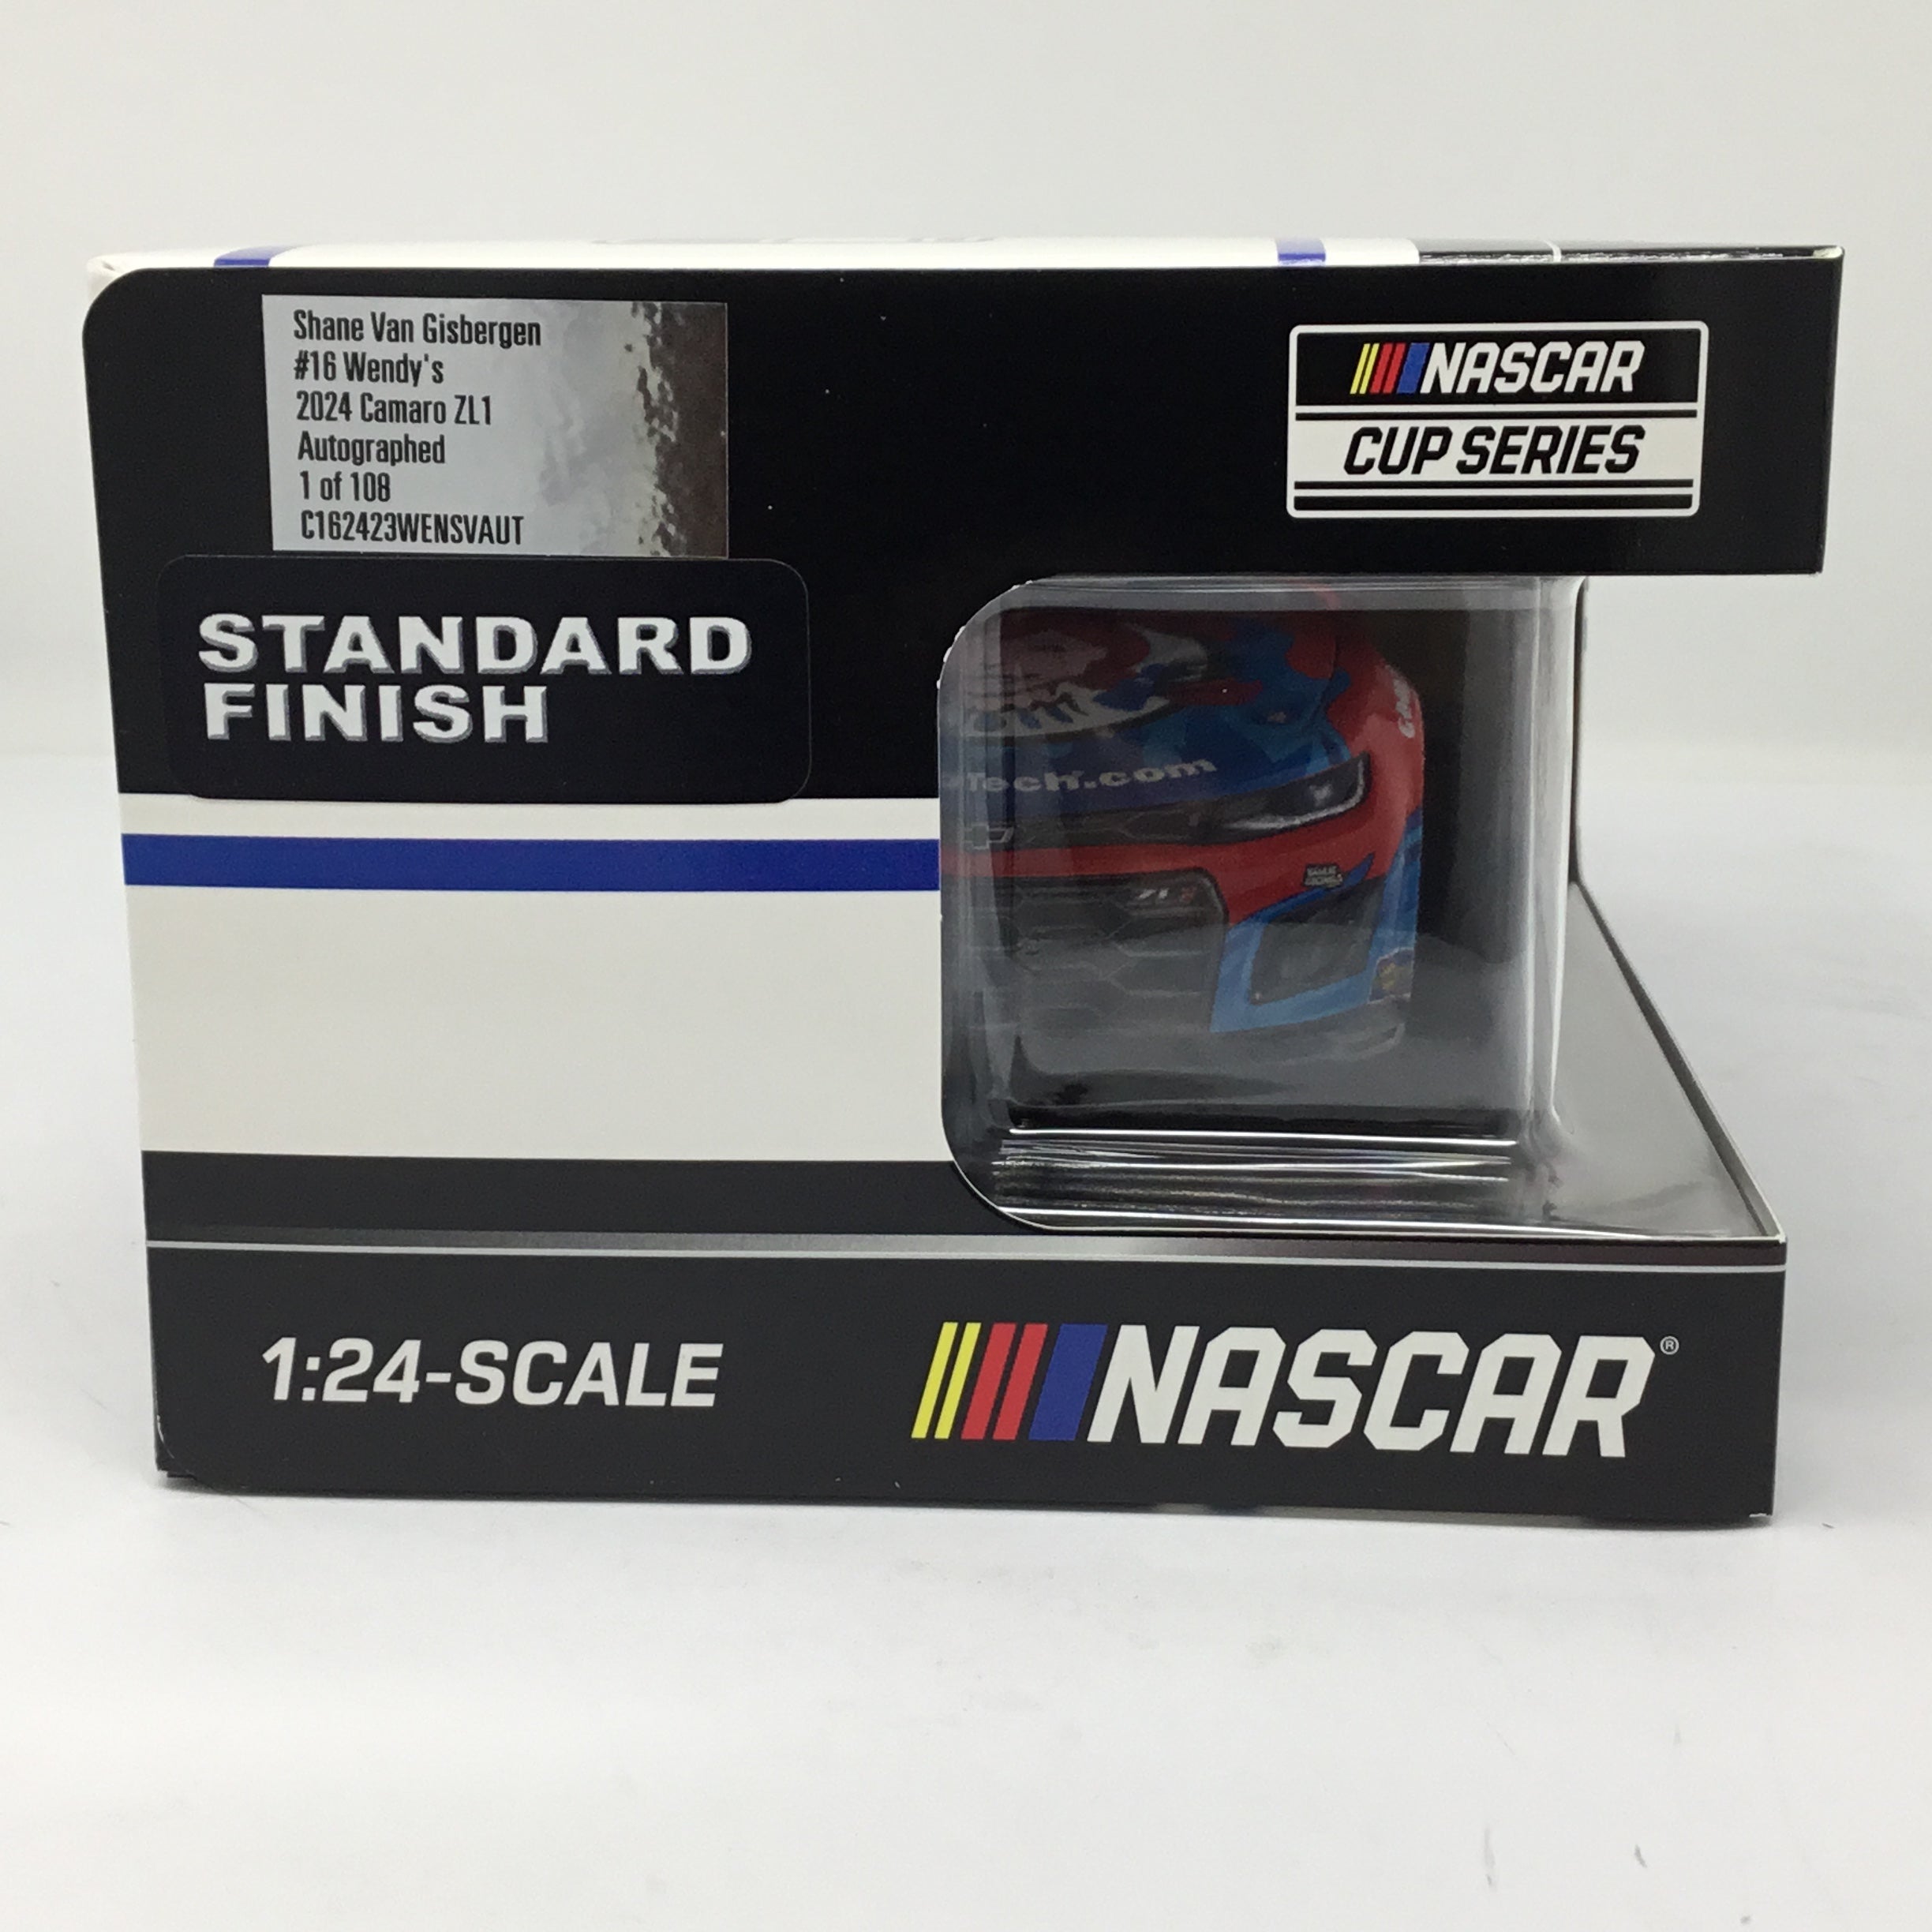 Shane Van Gisbergen
#16 Wendy's
2024 Camaro ZL1
Autographed
1 of 108
C162423WENSVAUT
NASCAR
CUP SERIES
STANDARD
FINISH
Tech.com
ZL1
1:24-SCALE
NASCAR®